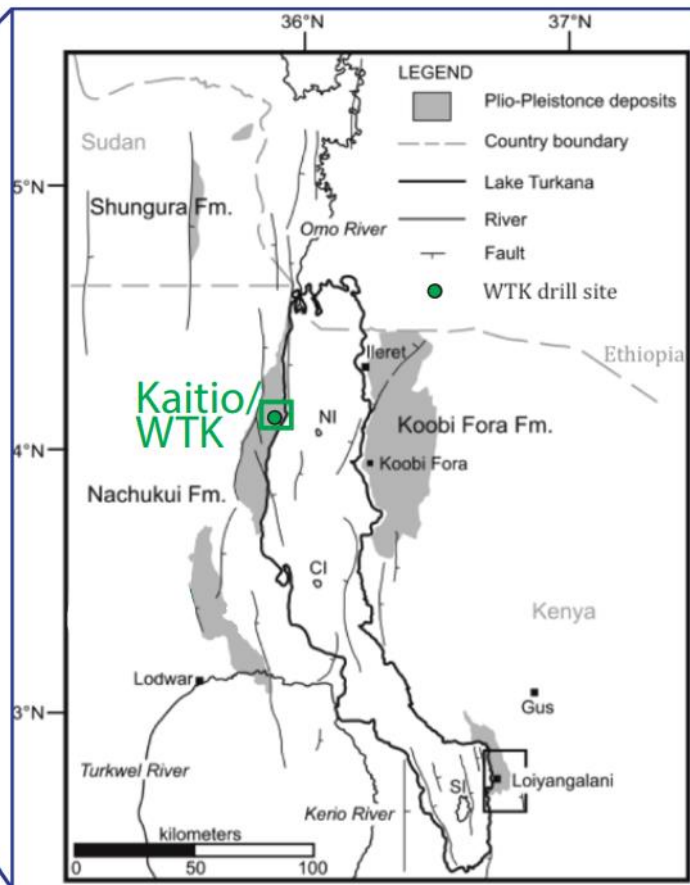 36°N
37°N
LEGEND
Plio-Pleistonce deposits
Country boundary
Lake Turkana
River
Fault
WTK drill site
Sudan
5°N
Shungura Fm.
Omo River
Ethiopia
Ileret
Kaitio/
WTK
NI
Koobi Fora Fm.
4°N
Koobi Fora
Nachukui Fm.
CI
Kenya
Lodwar
3°N
Gus
Turkwel River
SI
Loiyangalani
Kerio River
kilometers
0
50
100